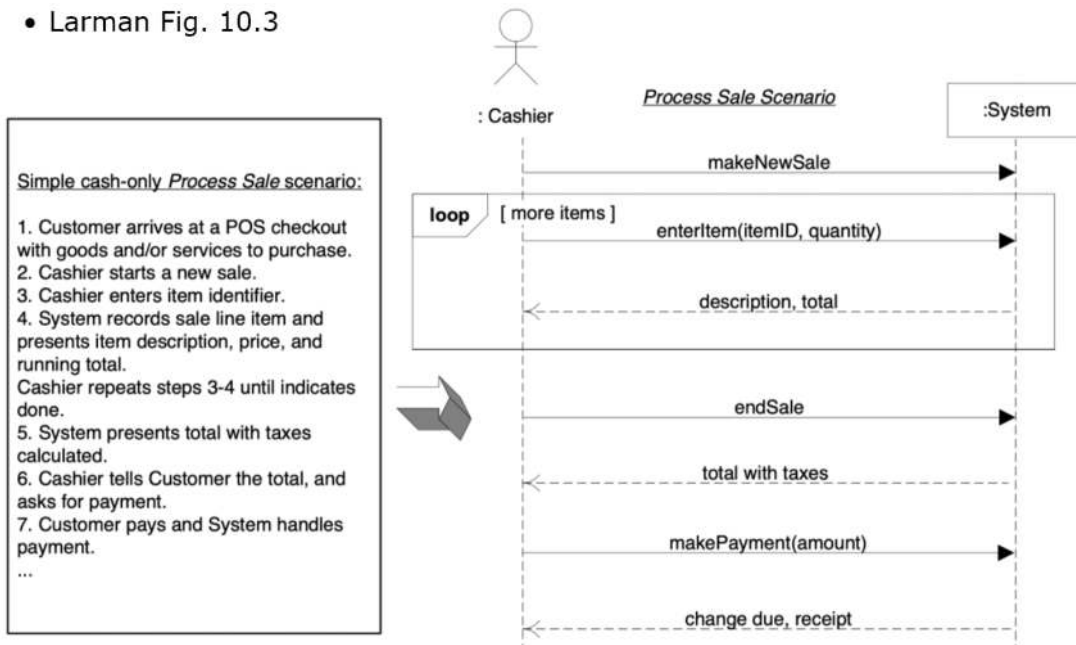 • Larman Fig. 10.3
Simple cash-only Process Sale scenario:
1. Customer arrives at a POS checkout
with goods and/or services to purchase.
2. Cashier starts a new sale.
3. Cashier enters item identifier.
4. System records sale line item and
presents item description, price, and
running total.
Cashier repeats steps 3-4 until indicates
done.
5. System presents total with taxes
calculated.
6. Cashier tells Customer the total, and
asks for payment.
7. Customer pays and System handles
payment.
...
: Cashier
Process Sale Scenario
:System
makeNewSale
loop
[ more items ]
enterItem(itemID, quantity)
description, total
endSale
total with taxes
makePayment(amount)
change due, receipt